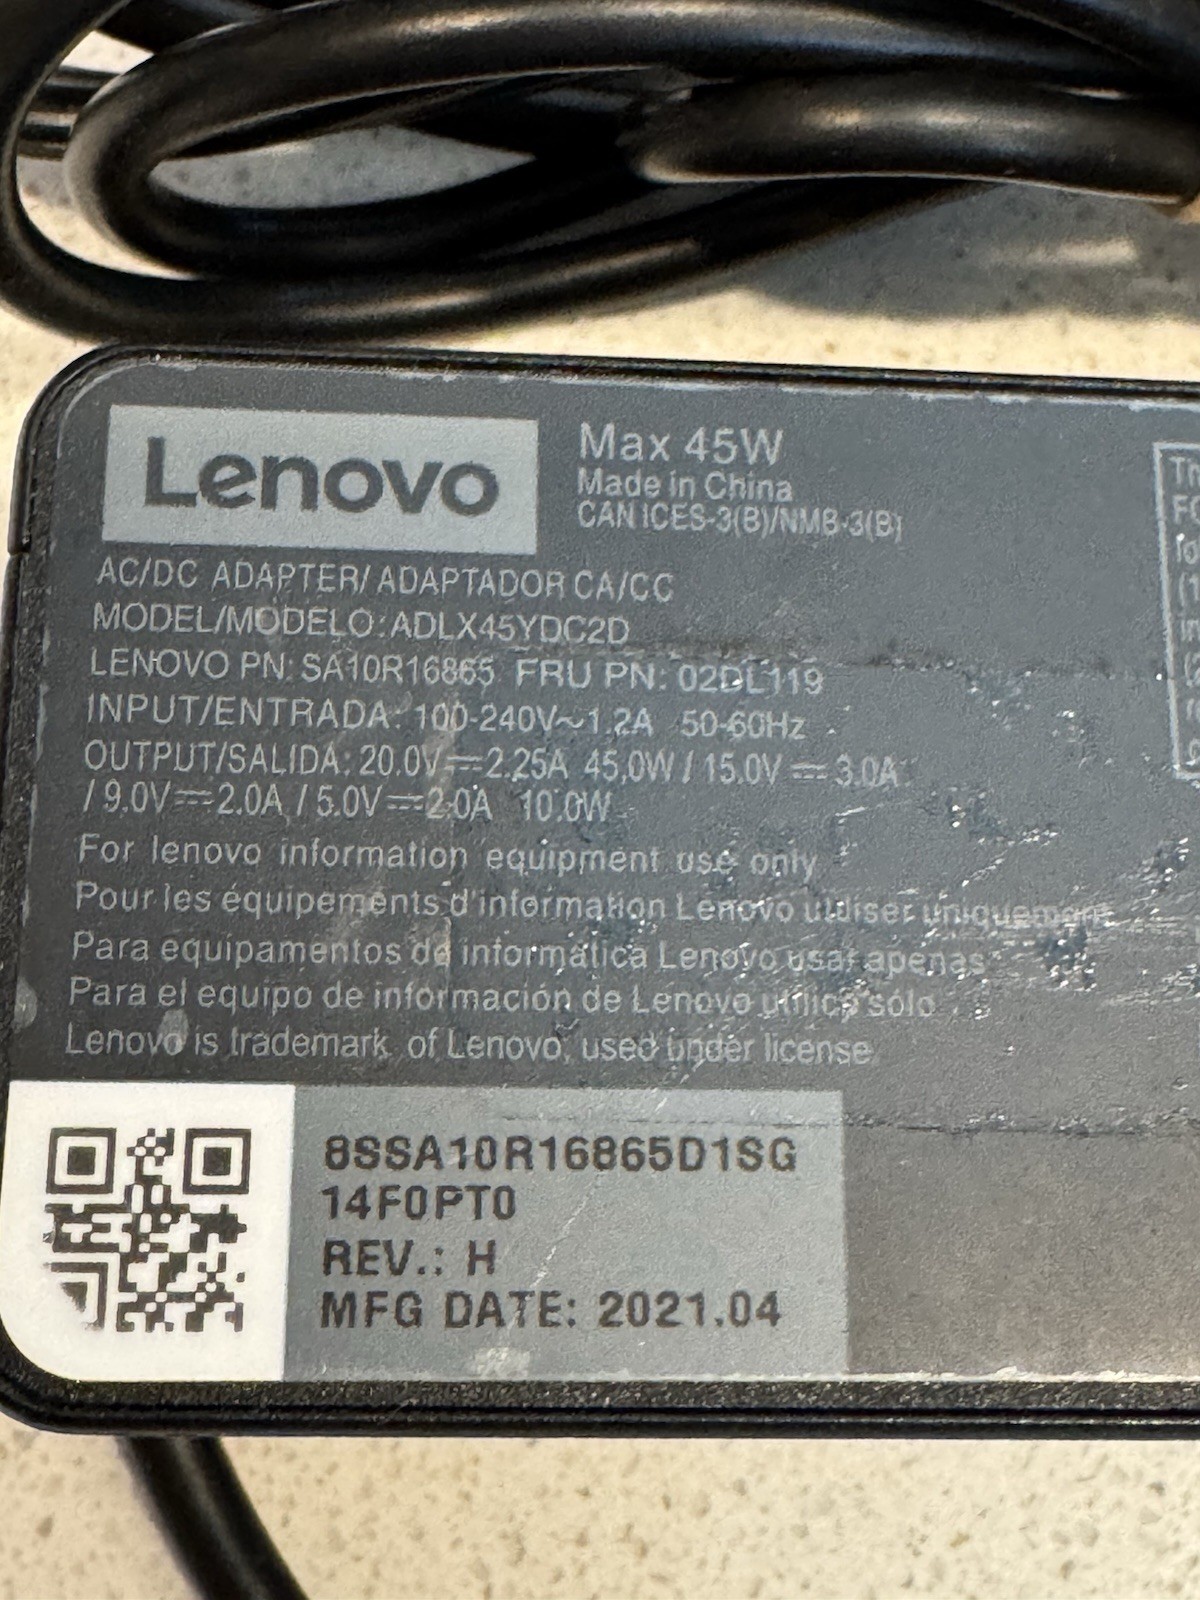 Lenovo
Max 45W
Made in China
CAN ICES-3(B)/NMB-3(B)
AC/DC ADAPTER/ ADAPTADOR CA/CC
MODEL/MODELO: ADLX45YDC2D
LENOVO PN: SA10R16865 FRU PN: 02DL119
INPUT/ENTRADA: 100-240V~1.2A 50-60Hz
OUTPUT/SALIDA: 20.0V⎓2.25A 45.0W / 15.0V⎓3.0A
/ 9.0V⎓2.0A / 5.0V⎓2.0A 10.0W
For lenovo information equipment use only
Pour les équipements d'information Lenovo utiliser uniquement
Para equipamentos de informática Lenovo usar apenas
Para el equipo de información de Lenovo utilice sólo
Lenovo is trademark of Lenovo, used under license
8SSA10R16865D1SG
14F0PT0
REV.: H
MFG DATE: 2021.04